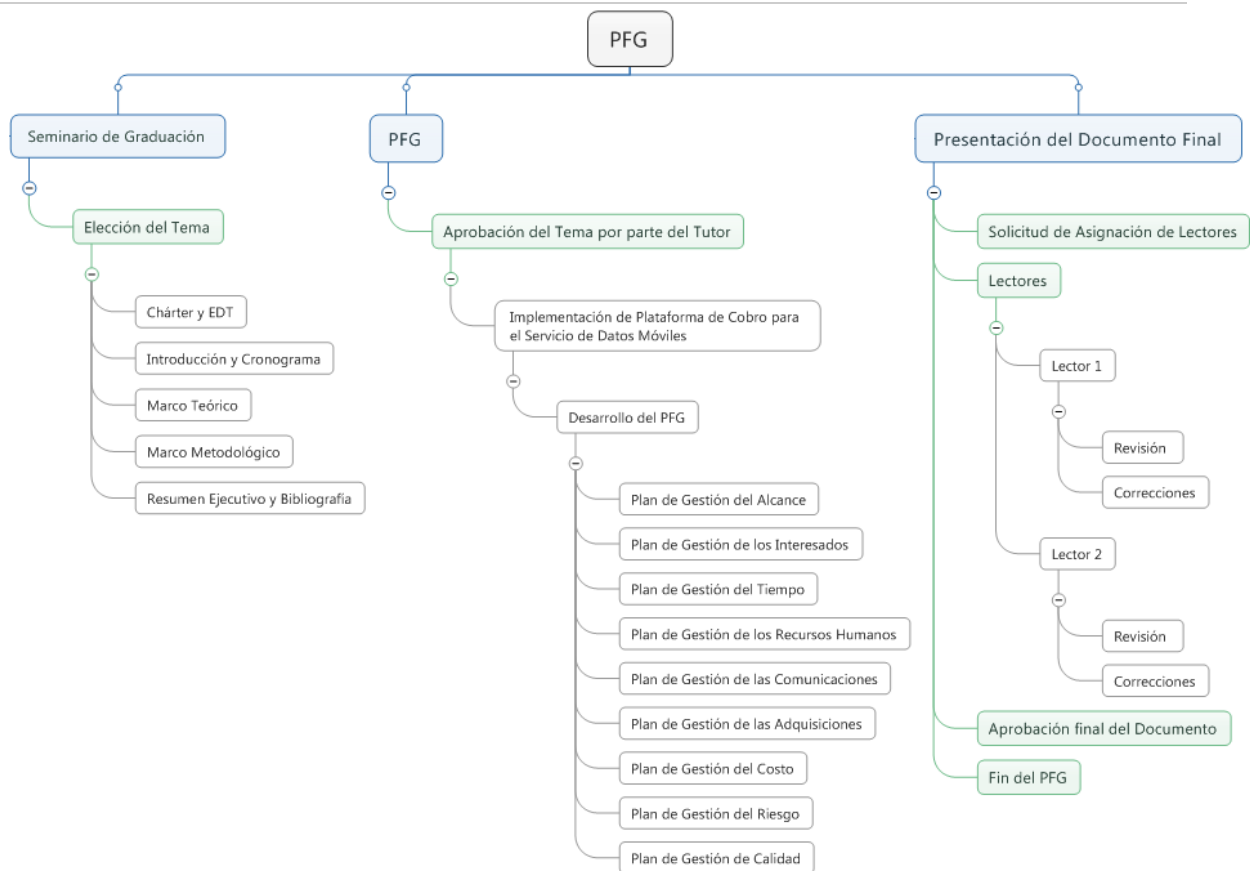 PFG
Seminario de Graduación
Elección del Tema
Chárter y EDT
Introducción y Cronograma
Marco Teórico
Marco Metodológico
Resumen Ejecutivo y Bibliografía
PFG
Aprobación del Tema por parte del Tutor
Implementación de Plataforma de Cobro para
el Servicio de Datos Móviles
Desarrollo del PFG
Plan de Gestión del Alcance
Plan de Gestión de los Interesados
Plan de Gestión del Tiempo
Plan de Gestión de los Recursos Humanos
Plan de Gestión de las Comunicaciones
Plan de Gestión de las Adquisiciones
Plan de Gestión del Costo
Plan de Gestión del Riesgo
Plan de Gestión de Calidad
Presentación del Documento Final
Solicitud de Asignación de Lectores
Lectores
Lector 1
Revisión
Correcciones
Lector 2
Revisión
Correcciones
Aprobación final del Documento
Fin del PFG